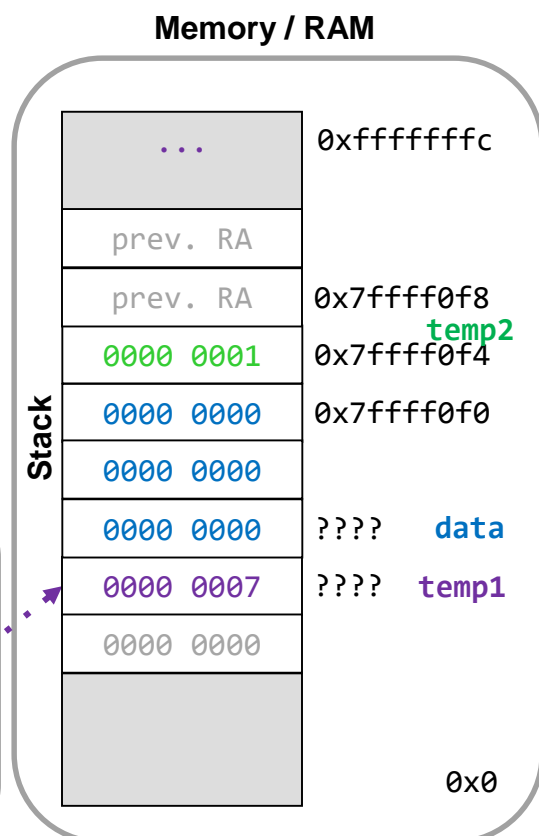 Memory / RAM
... 0xfffffffc
prev. RA
prev. RA 0x7ffff0f8
temp2
0000 0001 0x7ffff0f4
0000 0000 0x7ffff0f0
Stack
0000 0000
0000 0000 ???? data
0000 0007 ???? temp1
0000 0000
0x0